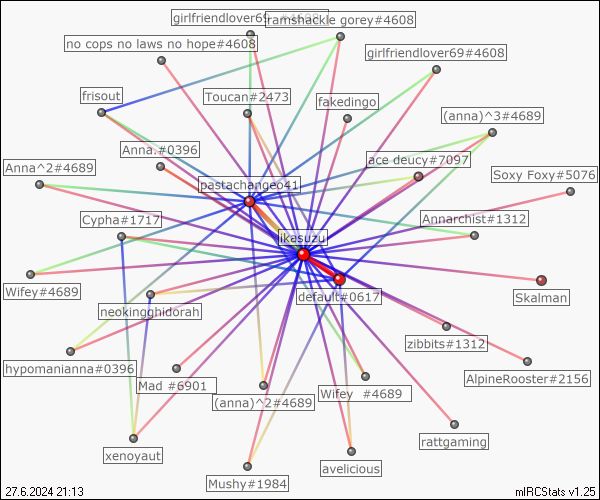 girlfriendlover69
ramshackle gorey#4608
no cops no laws no hope#4608
girlfriendlover69#4608
frisout
Toucan#2473
fakedingo
(anna)^3#4689
Anna.#0396
ace deucy#7097
Anna^2#4689
pastachangeo41
Soxy Foxy#5076
Cypha#1717
Annarchist#1312
ikasuzu
Wifey#4689
default#0617
Skalman
neokingghidorah
zibbits#1312
hypomanianna#0396
AlpineRooster#2156
Mad #6901
Wifey #4689
(anna)^2#4689
rattgaming
xenoyaut
avelicious
Mushy#1984
27.6.2024 21:13
mIRCStats v1.25